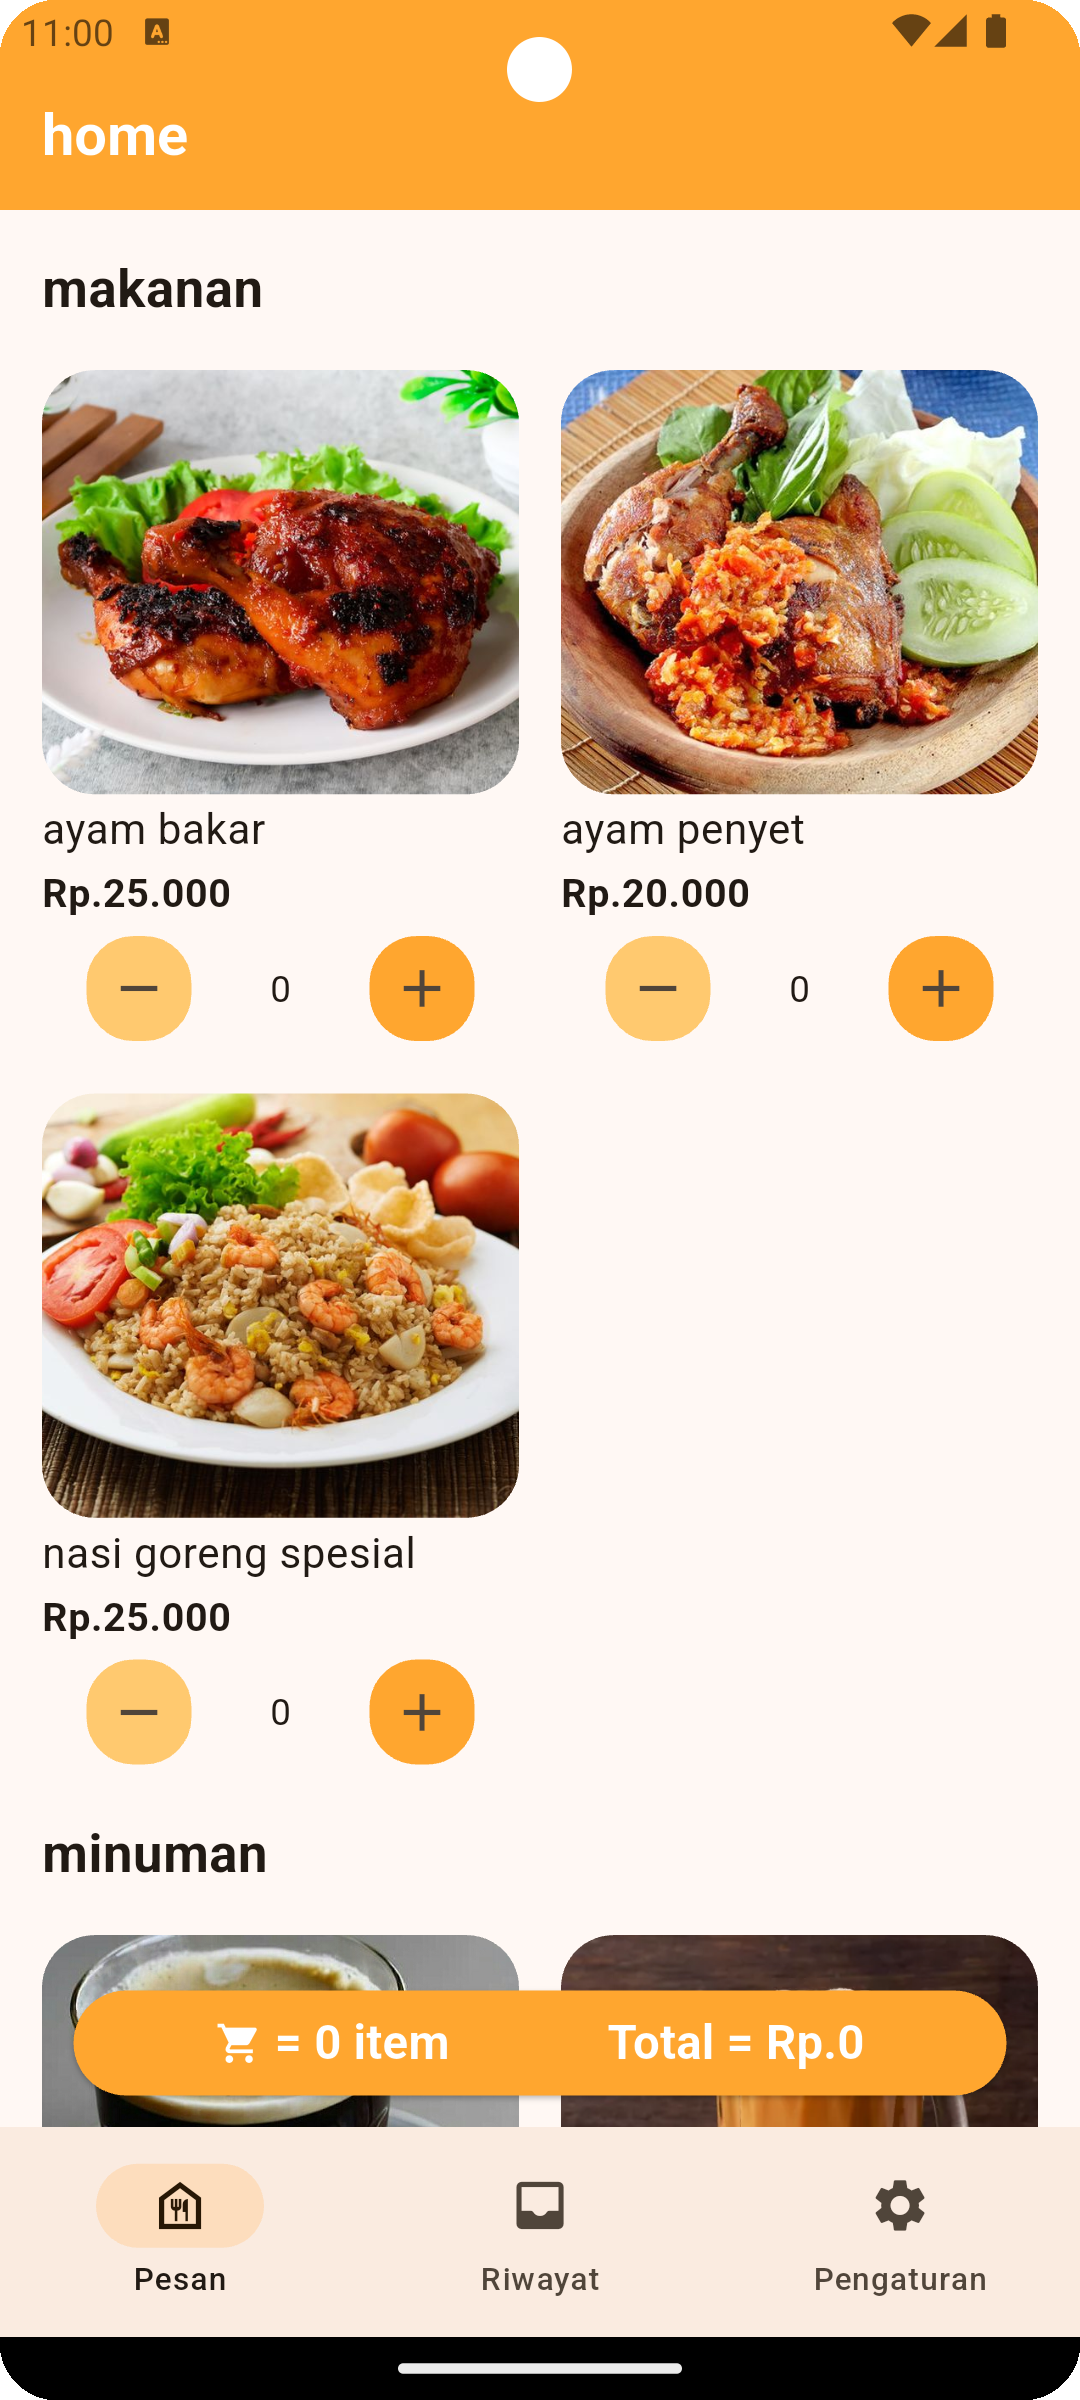 11:00
home
makanan
ayam bakar
ayam penyet
Rp.25.000
Rp.20.000
0
0
nasi goreng spesial
Rp.25.000
0
minuman
= 0 item
Total = Rp.0
Pesan
Riwayat
Pengaturan